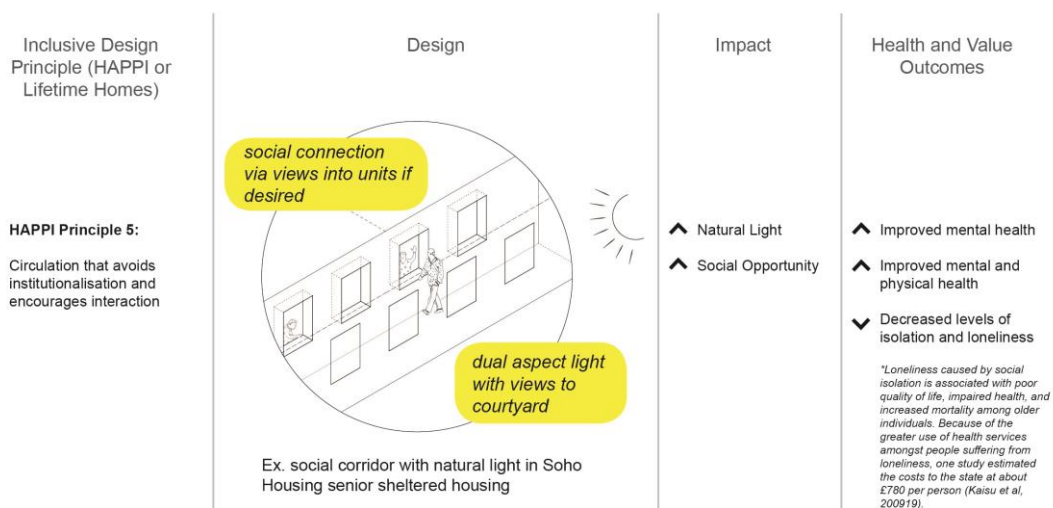 Inclusive Design
Principle (HAPPI or
Lifetime Homes)
Design
Impact
Health and Value
Outcomes
HAPPI Principle 5:
Circulation that avoids
institutionalisation and
encourages interaction
social connection
via views into units if
desired
dual aspect light
with views to
courtyard
Ex. social corridor with natural light in Soho
Housing senior sheltered housing
Natural Light
Social Opportunity
Improved mental health
Improved mental and
physical health
Decreased levels of
isolation and loneliness
"Loneliness caused by social
isolation is associated with poor
quality of life, impaired health, and
increased mortality among older
individuals. Because of the
greater use of health services
amongst people suffering from
loneliness, one study estimated
the costs to the state at about
£780 per person (Kaisu et al,
200919).